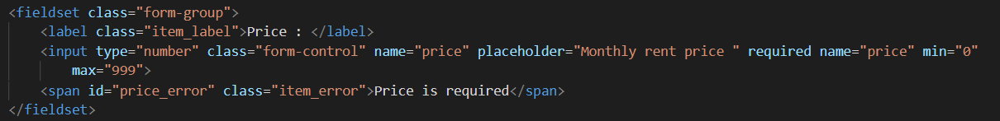 <fieldset class="form-group">
<label class="item_label">Price : </label>
<input type="number" class="form-control" name="price" placeholder="Monthly rent price " required name="price" min="0"
max="999">
<span id="price_error" class="item_error">Price is required</span>
</fieldset>